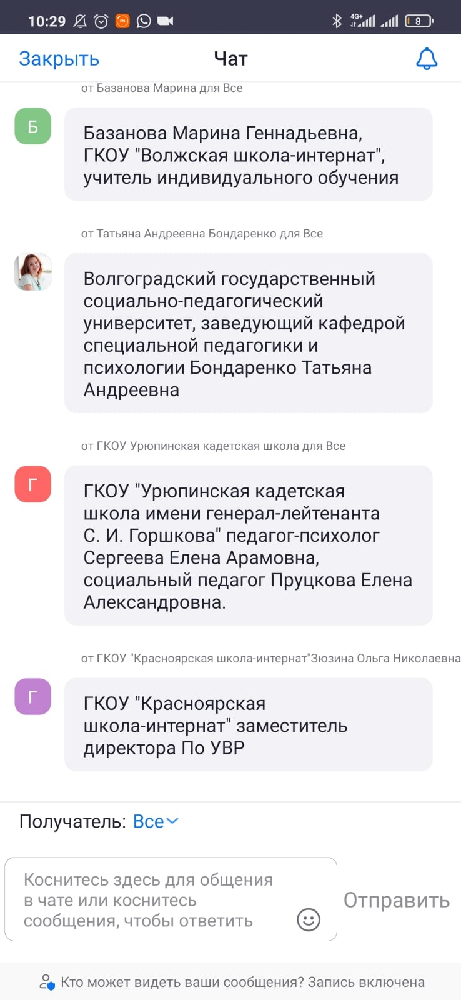 10:29
4G+
8
Закрыть
Чат
от Базанова Марина для Все
Б
Базанова Марина Геннадьевна,
ГКОУ "Волжская школа-интернат",
учитель индивидуального обучения
от Татьяна Андреевна Бондаренко для Все
Волгоградский государственный
социально-педагогический
университет, заведующий кафедрой
специальной педагогики и
психологии Бондаренко Татьяна
Андреевна
от ГКОУ Урюпинская кадетская школа для Все
Г
ГКОУ "Урюпинская кадетская
школа имени генерал-лейтенанта
С. И. Горшкова" педагог-психолог
Сергеева Елена Арамовна,
социальный педагог Пруцкова Елена
Александровна.
от ГКОУ "Красноярская школа-интернат"Зюзина Ольга Николаевна
Г
ГКОУ "Красноярская
школа-интернат" заместитель
директора По УВР
Получатель: Все
Коснитесь здесь для общения
в чате или коснитесь
сообщения, чтобы ответить
Отправить
Кто может видеть ваши сообщения? Запись включена